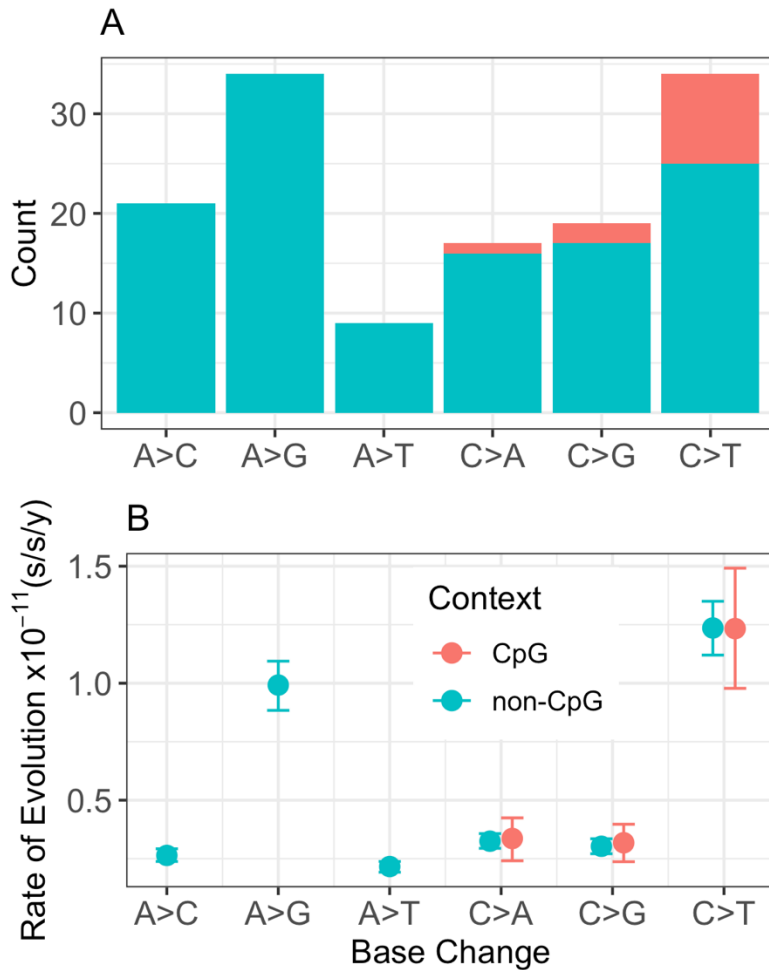 A
Count
30
20
10
0
A>C A>G A>T C>A C>G C>T
B
Rate of Evolution x10⁻¹¹(s/s/y)
1.5
1.0
0.5
Context
CpG
non-CpG
A>C A>G A>T C>A C>G C>T
Base Change